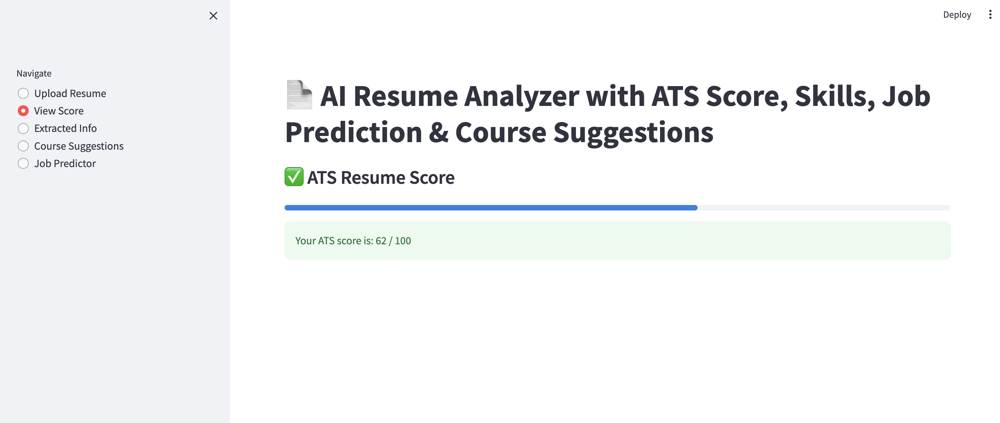 Deploy
Navigate
Upload Resume
View Score
Extracted Info
Course Suggestions
Job Predictor
AI Resume Analyzer with ATS Score, Skills, Job
Prediction & Course Suggestions
ATS Resume Score
Your ATS score is: 62 / 100